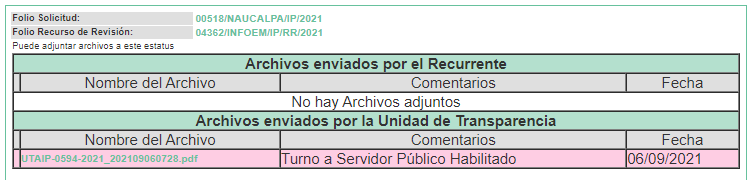 Folio Solicitud: 00518/NAUCALPA/IP/2021
Folio Recurso de Revisión: 04362/INFOEM/IP/RR/2021
Puede adjuntar archivos a este estatus
Archivos enviados por el Recurrente
Nombre del Archivo Comentarios Fecha
No hay Archivos adjuntos
Archivos enviados por la Unidad de Transparencia
Nombre del Archivo Comentarios Fecha
UTAIP-0594-2021_202109060728.pdf Turno a Servidor Público Habilitado 06/09/2021